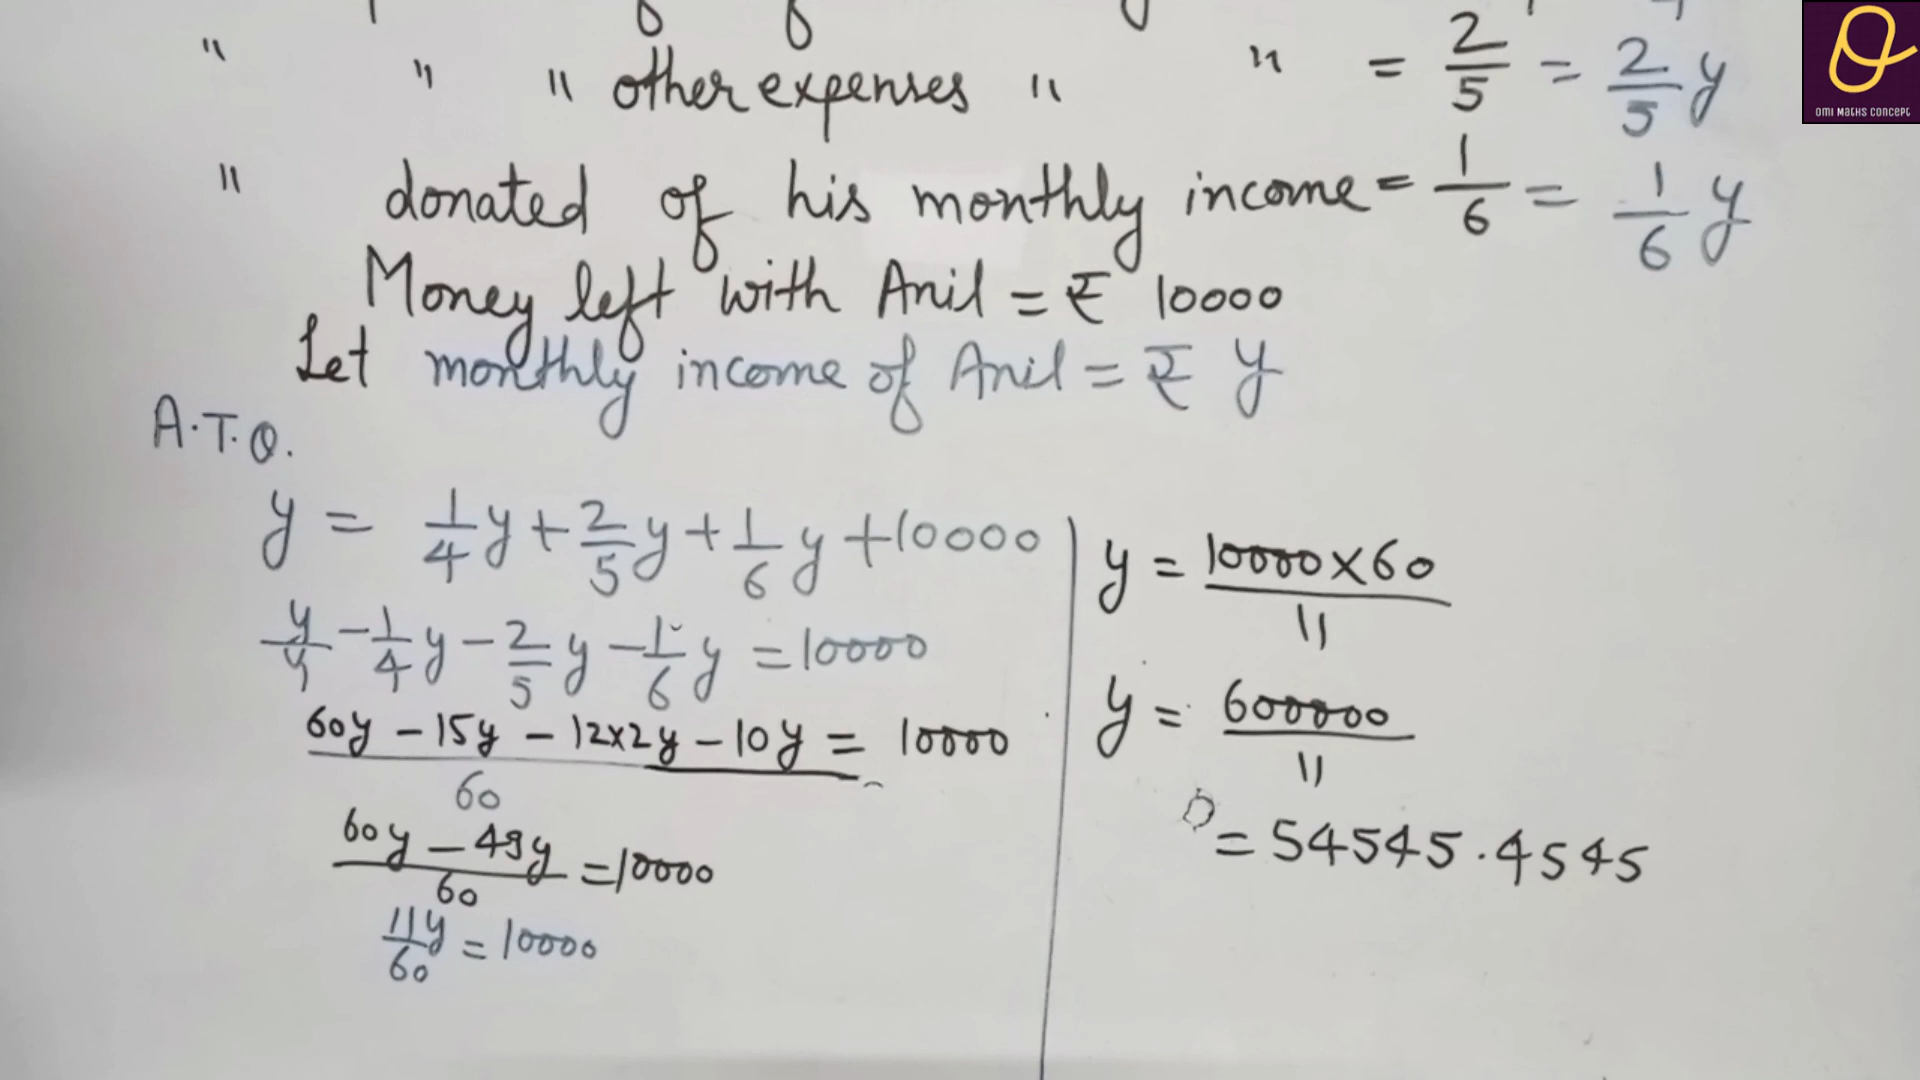 " " " other expenses " " = 2/5 = 2/5 y
" donated of his monthly income = 1/6 = 1/6 y
Money left with Anil = ₹ 10000
Let monthly income of Anil = ₹ y
A.T.Q.
y = 1/4 y + 2/5 y + 1/6 y + 10000
y/y - 1/4 y - 2/5 y - 1/6 y = 10000
60y - 15y - 12×2y - 10y / 60 = 10000
60y - 49y / 60 = 10000
11y/60 = 10000
y = 10000×60 / 11
y = 600000 / 11
= 54545.4545
OMI MATHS CONCEPT